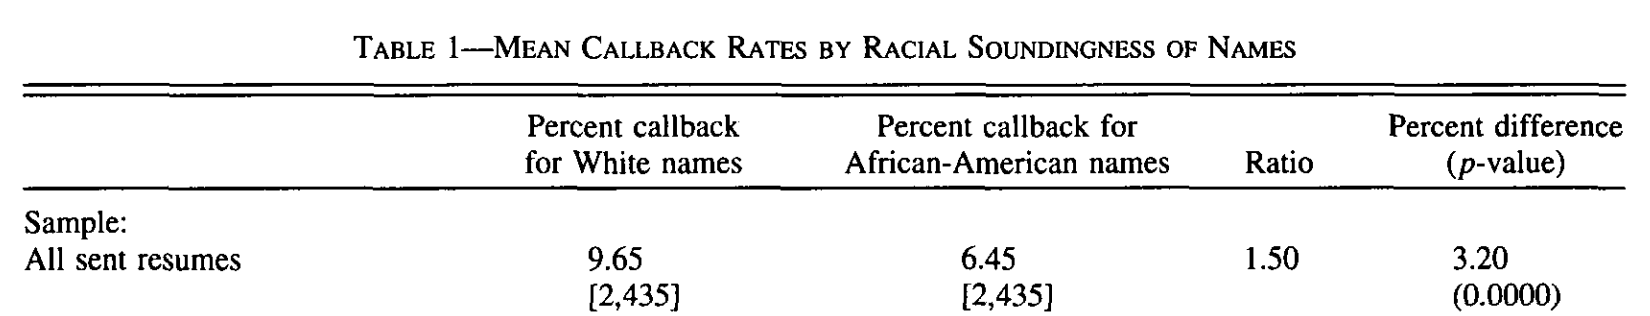 TABLE 1—MEAN CALLBACK RATES BY RACIAL SOUNDINGNESS OF NAMES
Percent callback for White names Percent callback for African-American names Ratio Percent difference (p-value)
Sample:
All sent resumes 9.65 6.45 1.50 3.20
[2,435] [2,435] (0.0000)